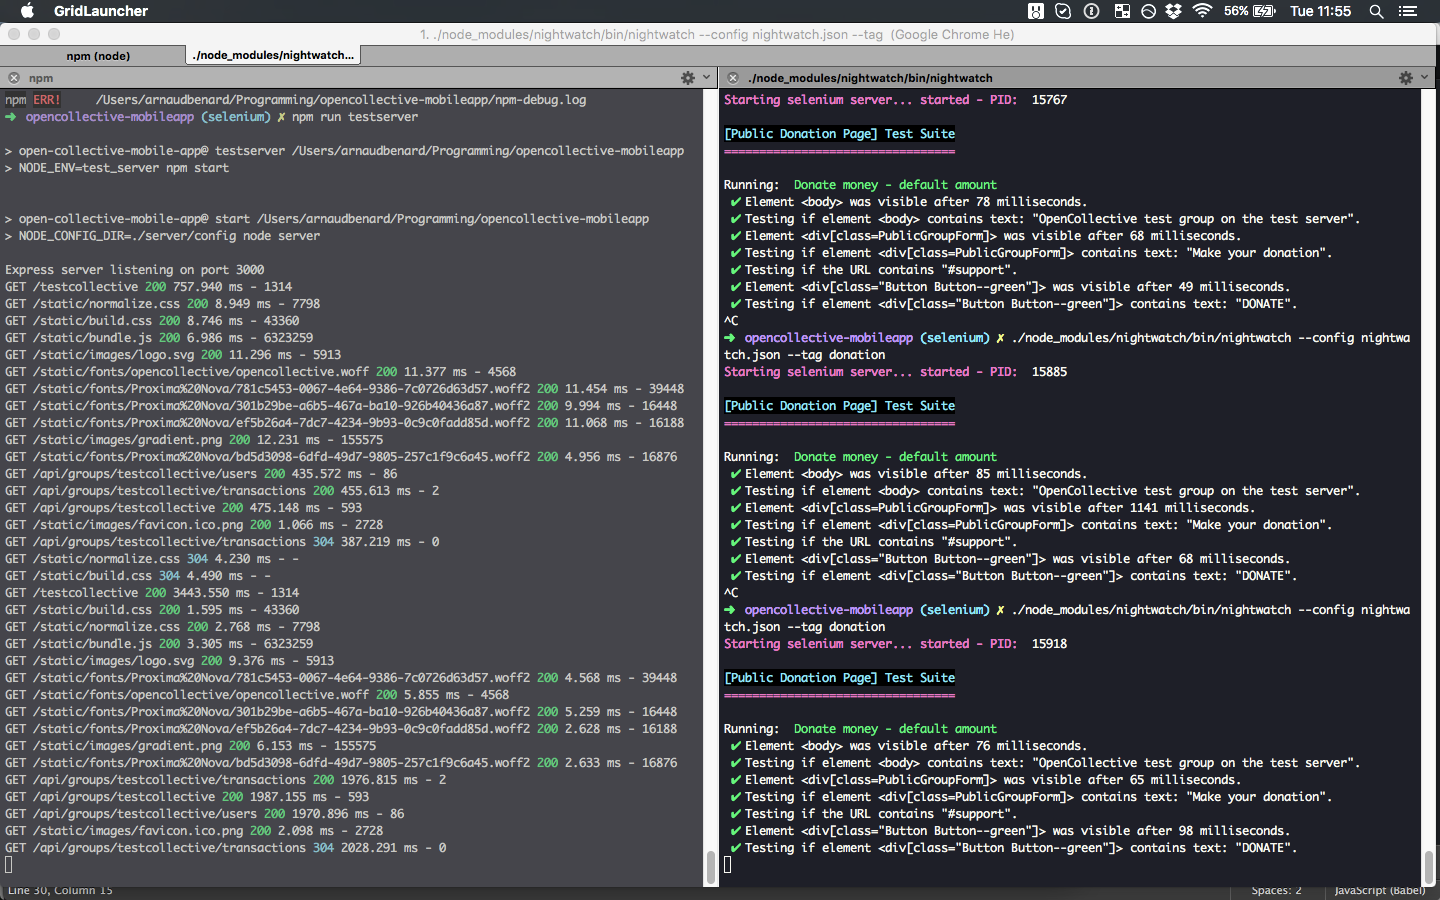 GridLauncher
56%
Tue 11:55
1. ./node_modules/nightwatch/bin/nightwatch --config nightwatch.json --tag (Google Chrome He)
npm (node)
./node_modules/nightwatch...
npm
npm ERR! /Users/arnaudbenard/Programming/opencollective-mobileapp/npm-debug.log
➜ opencollective-mobileapp (selenium) ✗ npm run testserver
> open-collective-mobile-app@ testserver /Users/arnaudbenard/Programming/opencollective-mobileapp
> NODE_ENV=test_server npm start
> open-collective-mobile-app@ start /Users/arnaudbenard/Programming/opencollective-mobileapp
> NODE_CONFIG_DIR=./server/config node server
Express server listening on port 3000
GET /testcollective 200 757.940 ms - 1314
GET /static/normalize.css 200 8.949 ms - 7798
GET /static/build.css 200 8.746 ms - 43360
GET /static/bundle.js 200 6.986 ms - 6323259
GET /static/images/logo.svg 200 11.296 ms - 5913
GET /static/fonts/opencollective/opencollective.woff 200 11.377 ms - 4568
GET /static/fonts/Proxima%20Nova/781c5453-0067-4e64-9386-7c0726d63d57.woff2 200 11.454 ms - 39448
GET /static/fonts/Proxima%20Nova/301b29be-a6b5-467a-ba10-926b40436a87.woff2 200 9.994 ms - 16448
GET /static/fonts/Proxima%20Nova/ef5b26a4-7dc7-4234-9b93-0c9c0fadd85d.woff2 200 11.068 ms - 16188
GET /static/images/gradient.png 200 12.231 ms - 155575
GET /static/fonts/Proxima%20Nova/bd5d3098-6dfd-49d7-9805-257c1f9c6a45.woff2 200 4.956 ms - 16876
GET /api/groups/testcollective/users 200 435.572 ms - 86
GET /api/groups/testcollective/transactions 200 455.613 ms - 2
GET /api/groups/testcollective 200 475.148 ms - 593
GET /static/images/favicon.ico.png 200 1.066 ms - 2728
GET /api/groups/testcollective/transactions 304 387.219 ms - 0
GET /static/normalize.css 304 4.230 ms - -
GET /static/build.css 304 4.490 ms - -
GET /testcollective 200 3443.550 ms - 1314
GET /static/build.css 200 1.595 ms - 43360
GET /static/normalize.css 200 2.768 ms - 7798
GET /static/bundle.js 200 3.305 ms - 6323259
GET /static/images/logo.svg 200 9.376 ms - 5913
GET /static/fonts/Proxima%20Nova/781c5453-0067-4e64-9386-7c0726d63d57.woff2 200 4.568 ms - 39448
GET /static/fonts/opencollective/opencollective.woff 200 5.855 ms - 4568
GET /static/fonts/Proxima%20Nova/301b29be-a6b5-467a-ba10-926b40436a87.woff2 200 5.259 ms - 16448
GET /static/fonts/Proxima%20Nova/ef5b26a4-7dc7-4234-9b93-0c9c0fadd85d.woff2 200 2.628 ms - 16188
GET /static/images/gradient.png 200 6.153 ms - 155575
GET /static/fonts/Proxima%20Nova/bd5d3098-6dfd-49d7-9805-257c1f9c6a45.woff2 200 2.633 ms - 16876
GET /api/groups/testcollective/transactions 200 1976.815 ms - 2
GET /api/groups/testcollective 200 1987.155 ms - 593
GET /api/groups/testcollective/users 200 1970.896 ms - 86
GET /static/images/favicon.ico.png 200 2.098 ms - 2728
GET /api/groups/testcollective/transactions 304 2028.291 ms - 0
./node_modules/nightwatch/bin/nightwatch
Starting selenium server... started - PID: 15767
[Public Donation Page] Test Suite
=================================
Running: Donate money - default amount
✔ Element <body> was visible after 78 milliseconds.
✔ Testing if element <body> contains text: "OpenCollective test group on the test server".
✔ Element <div[class=PublicGroupForm]> was visible after 68 milliseconds.
✔ Testing if element <div[class=PublicGroupForm]> contains text: "Make your donation".
✔ Testing if the URL contains "#support".
✔ Element <div[class="Button Button--green"]> was visible after 49 milliseconds.
✔ Testing if element <div[class="Button Button--green"]> contains text: "DONATE".
^C
➜ opencollective-mobileapp (selenium) ✗ ./node_modules/nightwatch/bin/nightwatch --config nightwa
tch.json --tag donation
Starting selenium server... started - PID: 15885
[Public Donation Page] Test Suite
=================================
Running: Donate money - default amount
✔ Element <body> was visible after 85 milliseconds.
✔ Testing if element <body> contains text: "OpenCollective test group on the test server".
✔ Element <div[class=PublicGroupForm]> was visible after 1141 milliseconds.
✔ Testing if element <div[class=PublicGroupForm]> contains text: "Make your donation".
✔ Testing if the URL contains "#support".
✔ Element <div[class="Button Button--green"]> was visible after 68 milliseconds.
✔ Testing if element <div[class="Button Button--green"]> contains text: "DONATE".
^C
➜ opencollective-mobileapp (selenium) ✗ ./node_modules/nightwatch/bin/nightwatch --config nightwa
tch.json --tag donation
Starting selenium server... started - PID: 15918
[Public Donation Page] Test Suite
=================================
Running: Donate money - default amount
✔ Element <body> was visible after 76 milliseconds.
✔ Testing if element <body> contains text: "OpenCollective test group on the test server".
✔ Element <div[class=PublicGroupForm]> was visible after 65 milliseconds.
✔ Testing if element <div[class=PublicGroupForm]> contains text: "Make your donation".
✔ Testing if the URL contains "#support".
✔ Element <div[class="Button Button--green"]> was visible after 98 milliseconds.
✔ Testing if element <div[class="Button Button--green"]> contains text: "DONATE".
Line 30, Column 15
Spaces: 2
JavaScript (Babel)